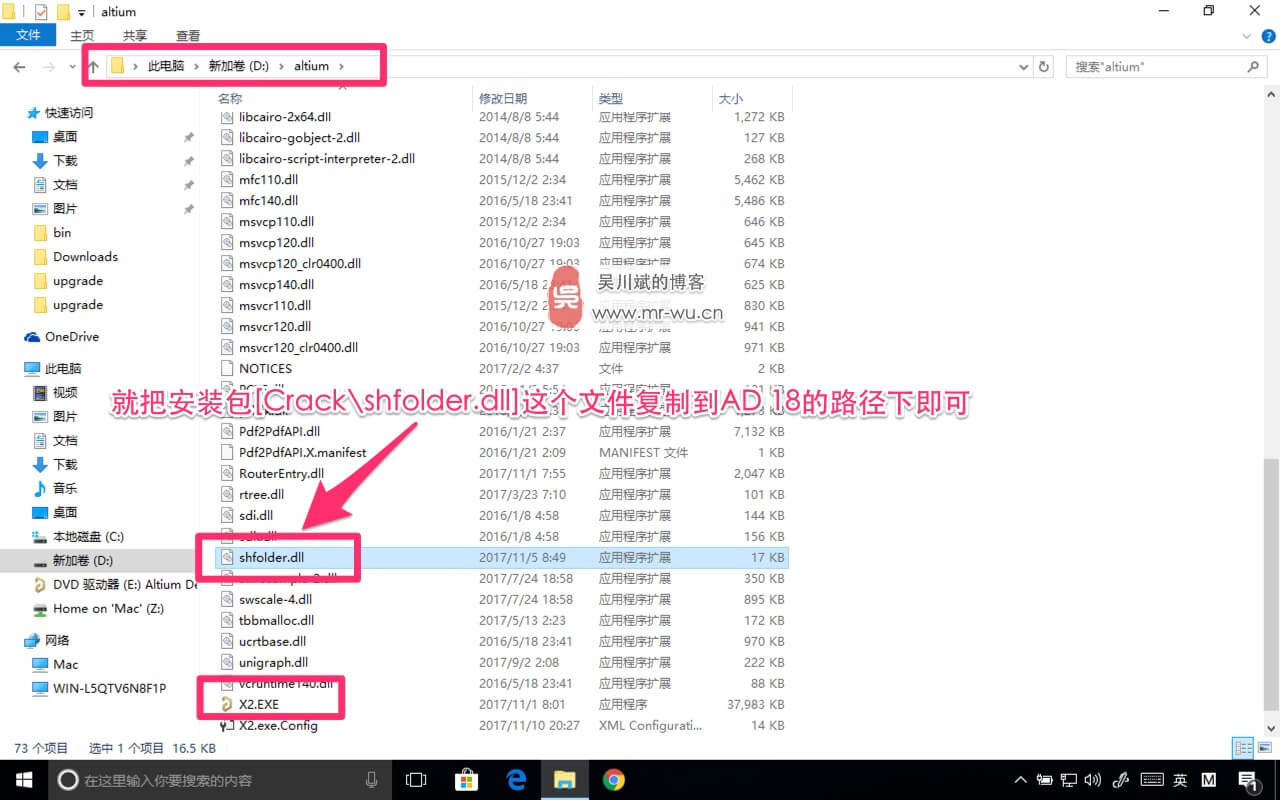 altium
文件 主页 共享 查看
此电脑 新加卷 (D:) altium 搜索"altium"
名称 修改日期 类型 大小
快速访问
桌面
下载
文档
图片
bin
Downloads
upgrade
upgrade
OneDrive
此电脑
视频
图片
文档
下载
音乐
桌面
本地磁盘 (C:)
新加卷 (D:)
DVD 驱动器 (E:) Altium De
Home on 'Mac' (Z:)
网络
Mac
WIN-L5QTV6N8F1P
libcairo-2x64.dll 2014/8/8 5:44 应用程序扩展 1,272 KB
libcairo-gobject-2.dll 2014/8/8 5:44 应用程序扩展 127 KB
libcairo-script-interpreter-2.dll 2014/8/8 5:44 应用程序扩展 268 KB
mfc110.dll 2015/12/2 2:34 应用程序扩展 5,462 KB
mfc140.dll 2016/5/18 23:41 应用程序扩展 5,486 KB
msvcp110.dll 2015/12/2 2:34 应用程序扩展 646 KB
msvcp120.dll 2016/10/27 19:03 应用程序扩展 645 KB
msvcp120_clr0400.dll 2016/10/27 19:03 应用程序扩展 674 KB
msvcp140.dll 2016/5/18 625 KB
msvcr110.dll 2015/12/2 830 KB
msvcr120.dll 2016/10/27 19:03 941 KB
msvcr120_clr0400.dll 2016/10/27 19:03 应用程序扩展 971 KB
NOTICES 2017/2/2 4:37 文件 2 KB
吴川斌的博客
www.mr-wu.cn
就把安装包[Crack\shfolder.dll]这个文件复制到AD 18的路径下即可
Pdf2PdfAPI.dll 2016/1/21 2:37 应用程序扩展 7,132 KB
Pdf2PdfAPI.X.manifest 2016/1/21 2:09 MANIFEST 文件 1 KB
RouterEntry.dll 2017/11/1 7:55 应用程序扩展 2,047 KB
rtree.dll 2017/3/23 7:10 应用程序扩展 101 KB
sdi.dll 2016/1/8 4:58 应用程序扩展 144 KB
2016/1/8 4:58 应用程序扩展 156 KB
shfolder.dll 2017/11/5 8:49 应用程序扩展 17 KB
2017/7/24 18:58 应用程序扩展 350 KB
swscale-4.dll 2017/7/24 18:58 应用程序扩展 895 KB
tbbmalloc.dll 2017/5/13 2:23 应用程序扩展 172 KB
ucrtbase.dll 2016/5/18 23:41 应用程序扩展 970 KB
unigraph.dll 2017/9/2 2:08 应用程序扩展 222 KB
vcruntime140.dll 2016/5/18 23:41 应用程序扩展 88 KB
X2.EXE 2017/11/1 8:01 应用程序 37,983 KB
X2.exe.Config 2017/11/10 20:27 XML Configurati... 14 KB
73 个项目 选中 1 个项目 16.5 KB
在这里输入你要搜索的内容 英 M 1